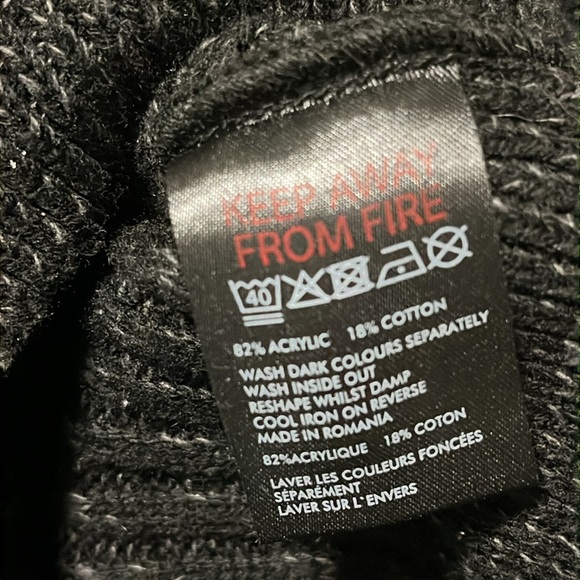 KEEP AWAY
FROM FIRE
40
82% ACRYLIC 18% COTTON
WASH DARK COLOURS SEPARATELY
WASH INSIDE OUT
RESHAPE WHILST DAMP
COOL IRON ON REVERSE
MADE IN ROMANIA
82%ACRYLIQUE 18% COTON
LAVER LES COULEURS FONCÉES
SÉPARÉMENT
LAVER SUR L'ENVERS